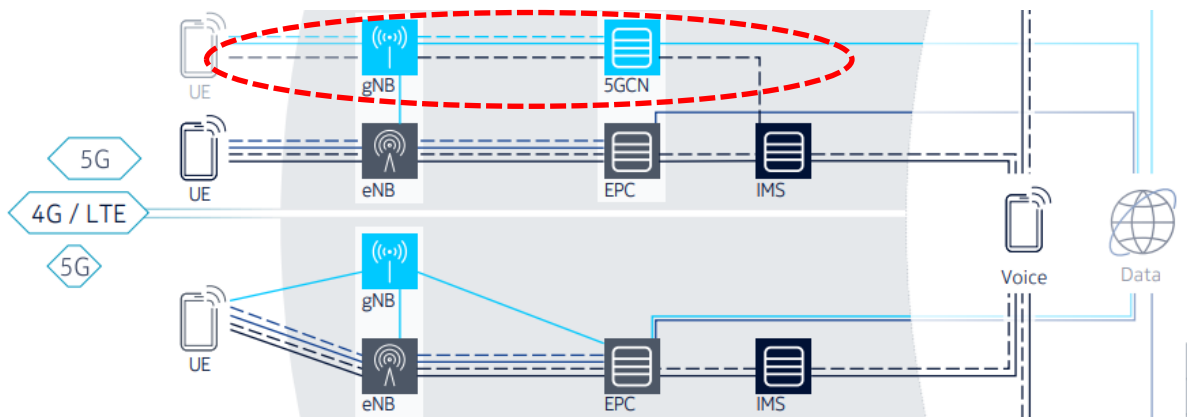 UE
gNB
5GCN
5G
UE
eNB
EPC
IMS
4G / LTE
5G
gNB
Voice
Data
UE
eNB
EPC
IMS